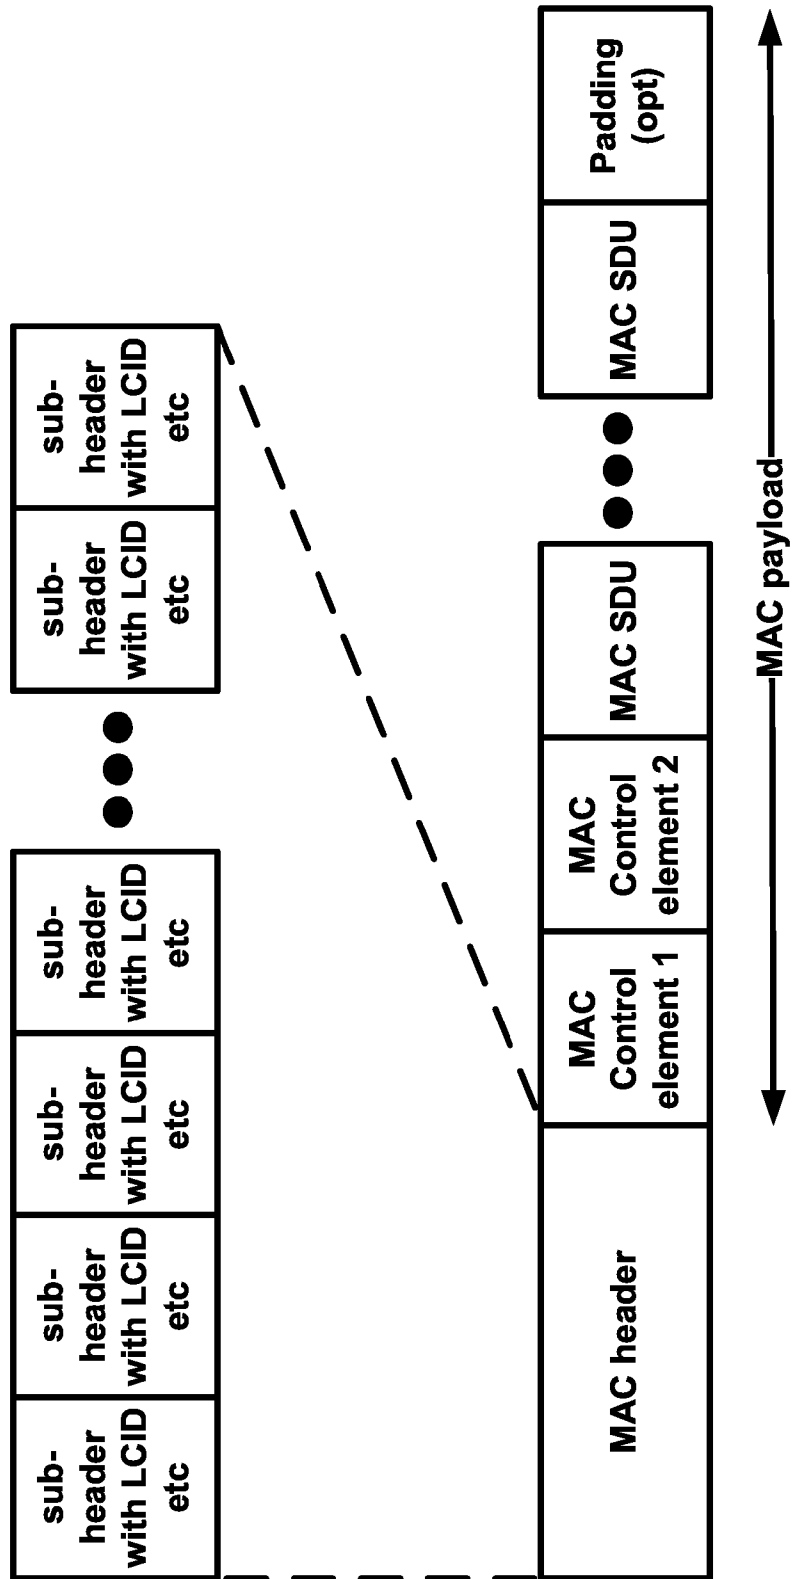 sub-
header
with LCID
etc
sub-
header
with LCID
etc
sub-
header
with LCID
etc
sub-
header
with LCID
etc
sub-
header
with LCID
etc
sub-
header
with LCID
etc
MAC header
MAC
Control
element 1
MAC
Control
element 2
MAC SDU
MAC SDU
Padding
(opt)
MAC payload